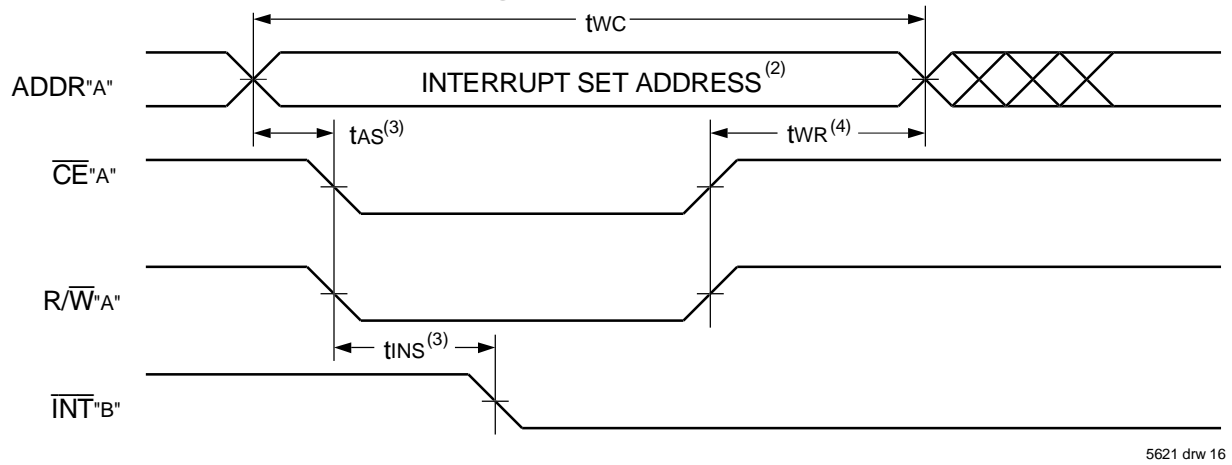 tWC
ADDR"A"
INTERRUPT SET ADDRESS(2)
tAS(3)
tWR(4)
CE"A"
R/W"A"
tINS(3)
INT"B"
5621 drw 16